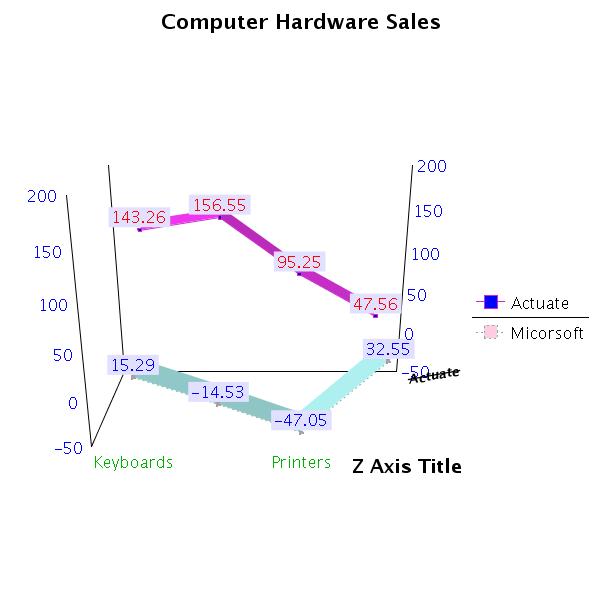 Computer Hardware Sales
200
150
100
50
0
−50
200
150
100
50
0
−50
143.26
156.55
95.25
47.56
15.29
−14.53
−47.05
32.55
Actuate
Keyboards
Printers
Z Axis Title
Actuate
Micorsoft